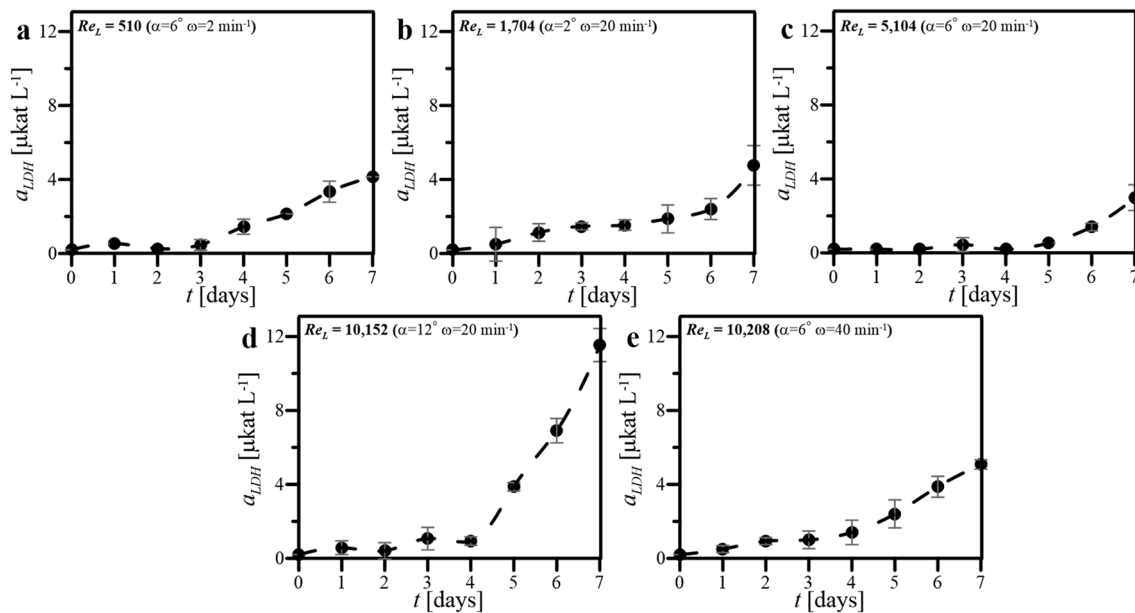 a
Re_L = 510 (α=6° ω=2 min⁻¹)
12
8
4
0
a_LDH [µkat L⁻¹]
0 1 2 3 4 5 6 7
t [days]
b
Re_L = 1,704 (α=2° ω=20 min⁻¹)
12
8
4
0
a_LDH [µkat L⁻¹]
0 1 2 3 4 5 6 7
t [days]
c
Re_L = 5,104 (α=6° ω=20 min⁻¹)
12
8
4
0
a_LDH [µkat L⁻¹]
0 1 2 3 4 5 6 7
t [days]
d
Re_L = 10,152 (α=12° ω=20 min⁻¹)
12
8
4
0
a_LDH [µkat L⁻¹]
0 1 2 3 4 5 6 7
t [days]
e
Re_L = 10,208 (α=6° ω=40 min⁻¹)
12
8
4
0
a_LDH [µkat L⁻¹]
0 1 2 3 4 5 6 7
t [days]